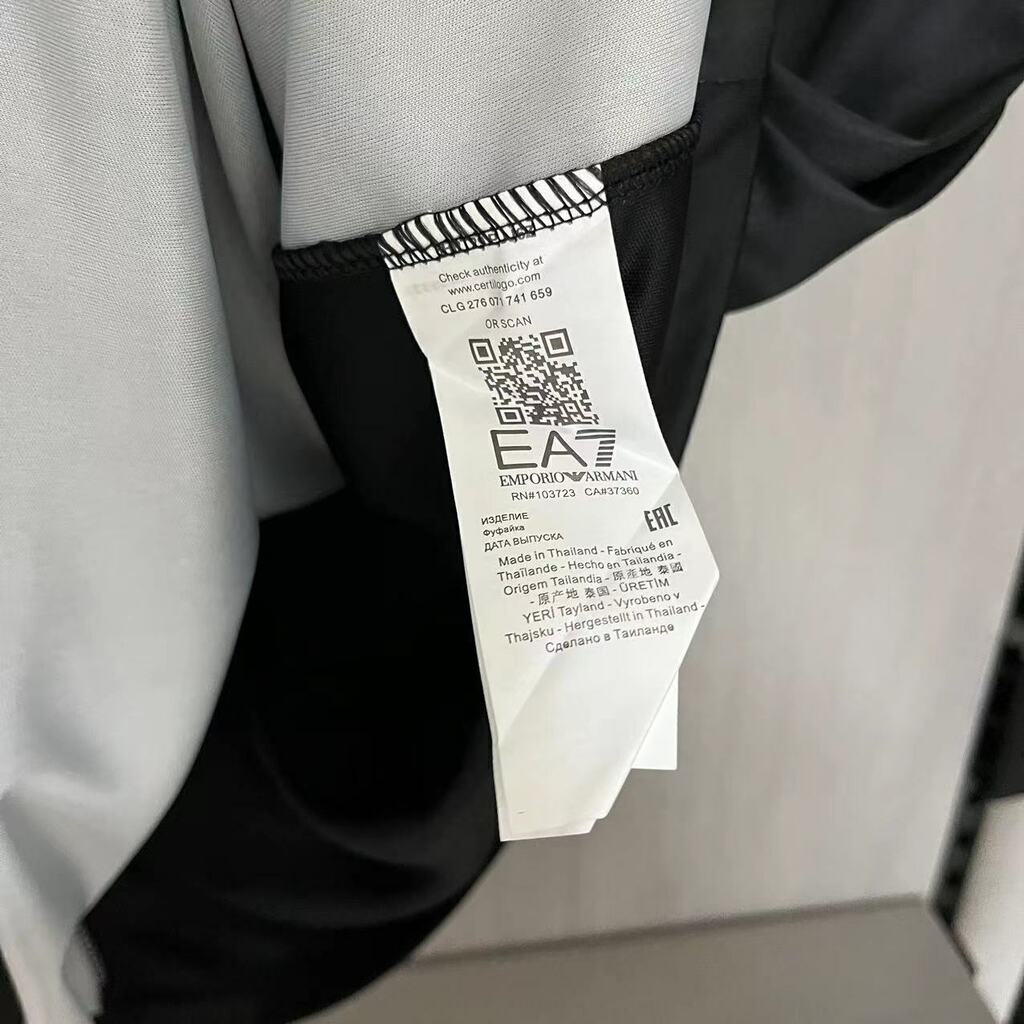 Check authenticity at
www.certilogo.com
CLG 276 071 741 659
OR SCAN
EA7
EMPORIO ARMANI
RN#103723 CA#37360
ИЗДЕЛИЕ
Фуфайка
ДАТА ВЫПУСКА
EAC
Made in Thailand - Fabriqué en
Thaïlande - Hecho en Tailandia -
Origem Tailandia - 原產地 泰國
- 原产地 泰国 - ÜRETİM
YERİ Tayland - Vyrobeno v
Thajsku - Hergestellt in Thailand -
Сделано в Таиланде